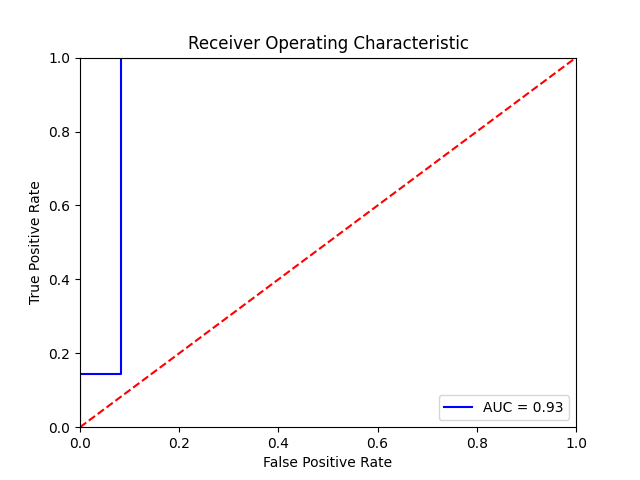 Receiver Operating Characteristic
True Positive Rate
1.0
0.8
0.6
0.4
0.2
0.0
AUC = 0.93
0.0 0.2 0.4 0.6 0.8 1.0
False Positive Rate